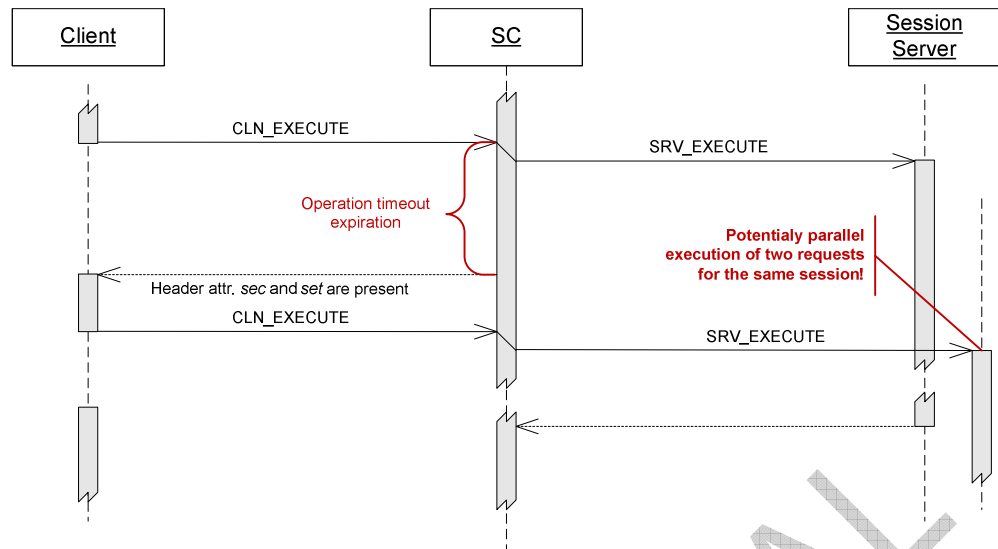 Client
SC
Session
Server
CLN_EXECUTE
SRV_EXECUTE
Operation timeout
expiration
Potentialy parallel
execution of two requests
for the same session!
Header attr. sec and set are present
CLN_EXECUTE
SRV_EXECUTE